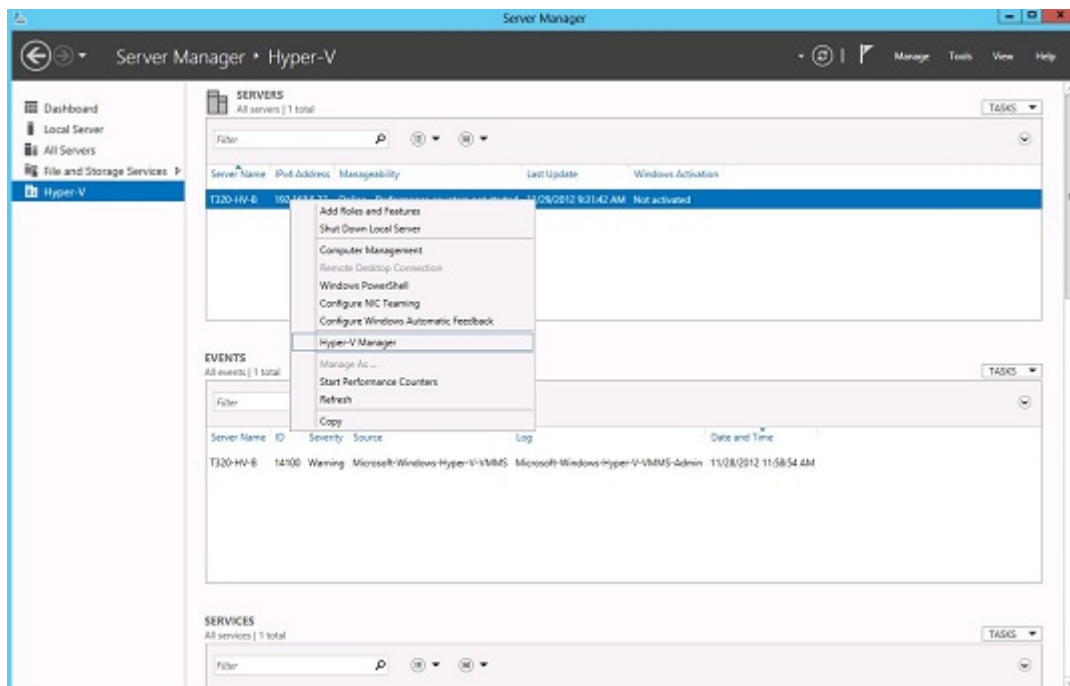 Server Manager
Server Manager • Hyper-V
Manage Tools View Help
Dashboard
Local Server
All Servers
File and Storage Services
Hyper-V
SERVERS
All servers | 1 total
TASKS
Filter
Server Name IPv4 Address Manageability Last Update Windows Activation
T320-HV-B Online - Performance counters not started 11/29/2012 9:31:42 AM Not activated
Add Roles and Features
Shut Down Local Server
Computer Management
Remote Desktop Connection
Windows PowerShell
Configure NIC Teaming
Configure Windows Automatic Feedback
Hyper-V Manager
Manage As ...
Start Performance Counters
Refresh
Copy
EVENTS
All events | 1 total
TASKS
Filter
Server Name ID Severity Source Log Date and Time
T320-HV-B 14100 Warning Microsoft-Windows-Hyper-V-VMMS Microsoft-Windows-Hyper-V-VMMS-Admin 11/28/2012 11:58:54 AM
SERVICES
All services | 1 total
TASKS
Filter